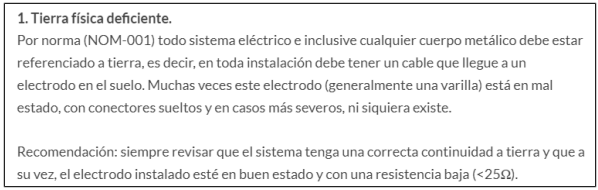 1. Tierra física deficiente.
Por norma (NOM-001) todo sistema eléctrico e inclusive cualquier cuerpo metálico debe estar
referenciado a tierra, es decir, en toda instalación debe tener un cable que llegue a un
electrodo en el suelo. Muchas veces este electrodo (generalmente una varilla) está en mal
estado, con conectores sueltos y en casos más severos, ni siquiera existe.
Recomendación: siempre revisar que el sistema tenga una correcta continuidad a tierra y que a
su vez, el electrodo instalado esté en buen estado y con una resistencia baja (<25Ω).